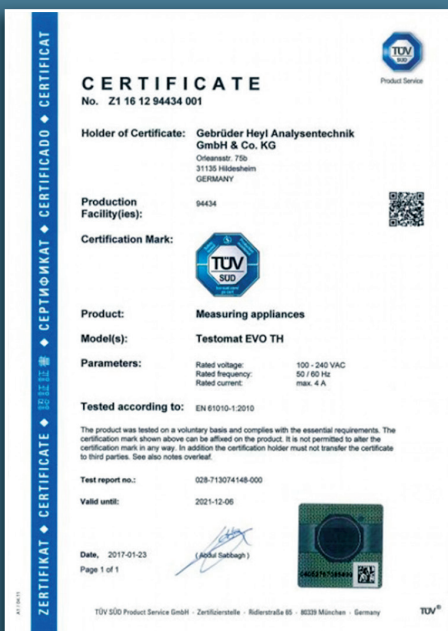 TÜV
SÜD
Product Service
CERTIFICATE
No. Z1 16 12 94434 001
Holder of Certificate: Gebrüder Heyl Analysentechnik
GmbH & Co. KG
Orleansstr. 75b
31135 Hildesheim
GERMANY
Production
Facility(ies):
94434
Certification Mark:
TÜV
SÜD
Product: Measuring appliances
Model(s): Testomat EVO TH
Parameters:
Rated voltage: 100 - 240 VAC
Rated frequency: 50 / 60 Hz
Rated current: max. 4 A
Tested according to: EN 61010-1:2010
The product was tested on a voluntary basis and complies with the essential requirements. The
certification mark shown above can be affixed on the product. It is not permitted to alter the
certification mark in any way. In addition the certification holder must not transfer the certificate
to third parties. See also notes overleaf.
Test report no.: 028-713074148-000
Valid until: 2021-12-06
Date, 2017-01-23
( Abdul Sabbagh )
Page 1 of 1
TÜV SÜD Product Service GmbH · Zertifizierstelle · Ridlerstraße 65 · 80339 München · Germany
TÜV®
ZERTIFIKAT ◆ CERTIFICATE ◆ 認 証 証 書 ◆ СЕРТИФИКАТ ◆ CERTIFICADO ◆ CERTIFICAT